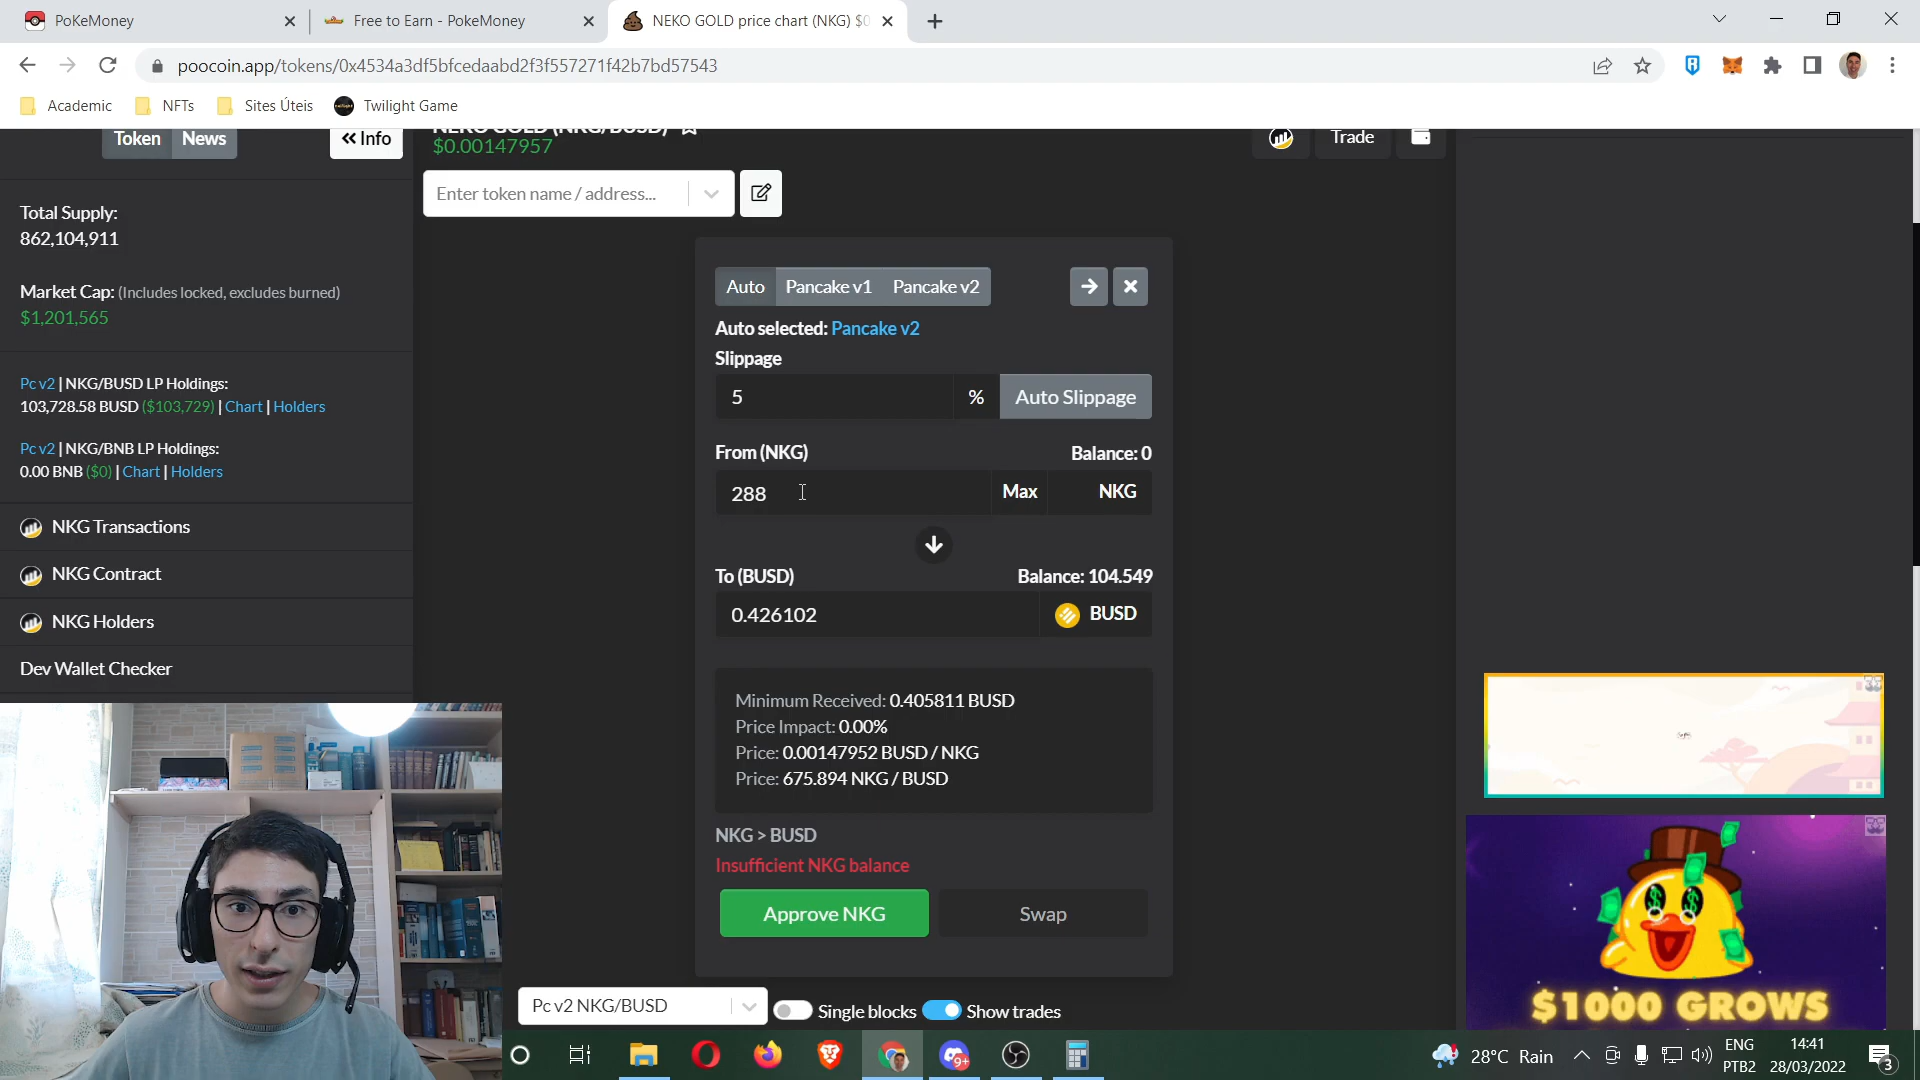 PoKeMoney
Free to Earn - PokeMoney
NEKO GOLD price chart (NKG) $0
poocoin.app/tokens/0x4534a3df5bfcedaabd2f3f557271f42b7bd57543
Academic
NFTs
Sites Úteis
Twilight Game
Token
News
Info
NEKO GOLD (NKG/BUSD)
$0.00147957
Trade
Enter token name / address...
Total Supply:
862,104,911
Market Cap: (Includes locked, excludes burned)
$1,201,565
Pc v2 | NKG/BUSD LP Holdings:
103,728.58 BUSD ($103,729) | Chart | Holders
Pc v2 | NKG/BNB LP Holdings:
0.00 BNB ($0) | Chart | Holders
NKG Transactions
NKG Contract
NKG Holders
Dev Wallet Checker
Auto
Pancake v1
Pancake v2
Auto selected: Pancake v2
Slippage
5
%
Auto Slippage
From (NKG)
Balance: 0
288
Max
NKG
To (BUSD)
Balance: 104.549
0.426102
BUSD
Minimum Received: 0.405811 BUSD
Price Impact: 0.00%
Price: 0.00147952 BUSD / NKG
Price: 675.894 NKG / BUSD
NKG > BUSD
Insufficient NKG balance
Approve NKG
Swap
Pc v2 NKG/BUSD
Single blocks
Show trades
$1000 GROWS
9+
28°C Rain
ENG
PTB2
14:41
28/03/2022
3